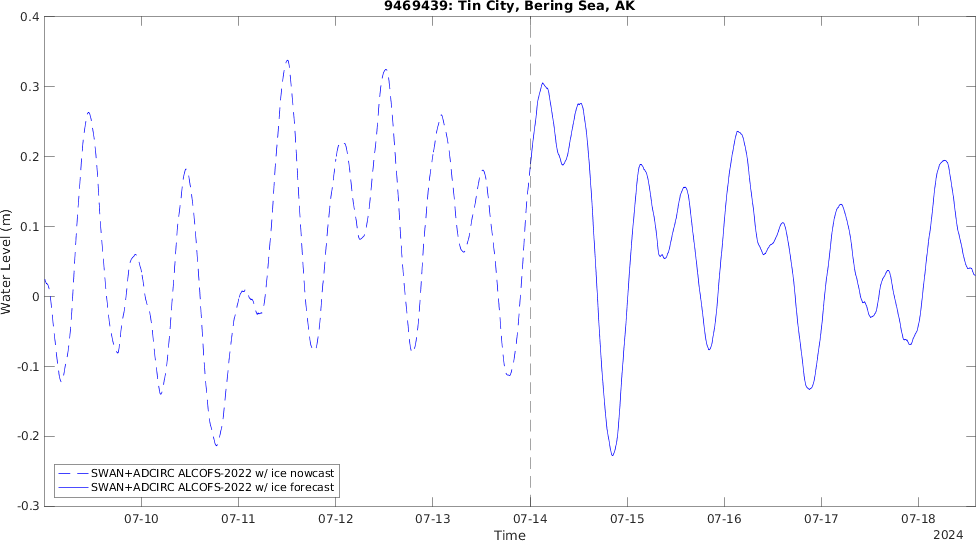 9469439: Tin City, Bering Sea, AK
0.4
0.3
0.2
0.1
0
-0.1
-0.2
-0.3
Water Level (m)
SWAN+ADCIRC ALCOFS-2022 w/ ice nowcast
SWAN+ADCIRC ALCOFS-2022 w/ ice forecast
07-10 07-11 07-12 07-13 07-14 07-15 07-16 07-17 07-18
Time
2024